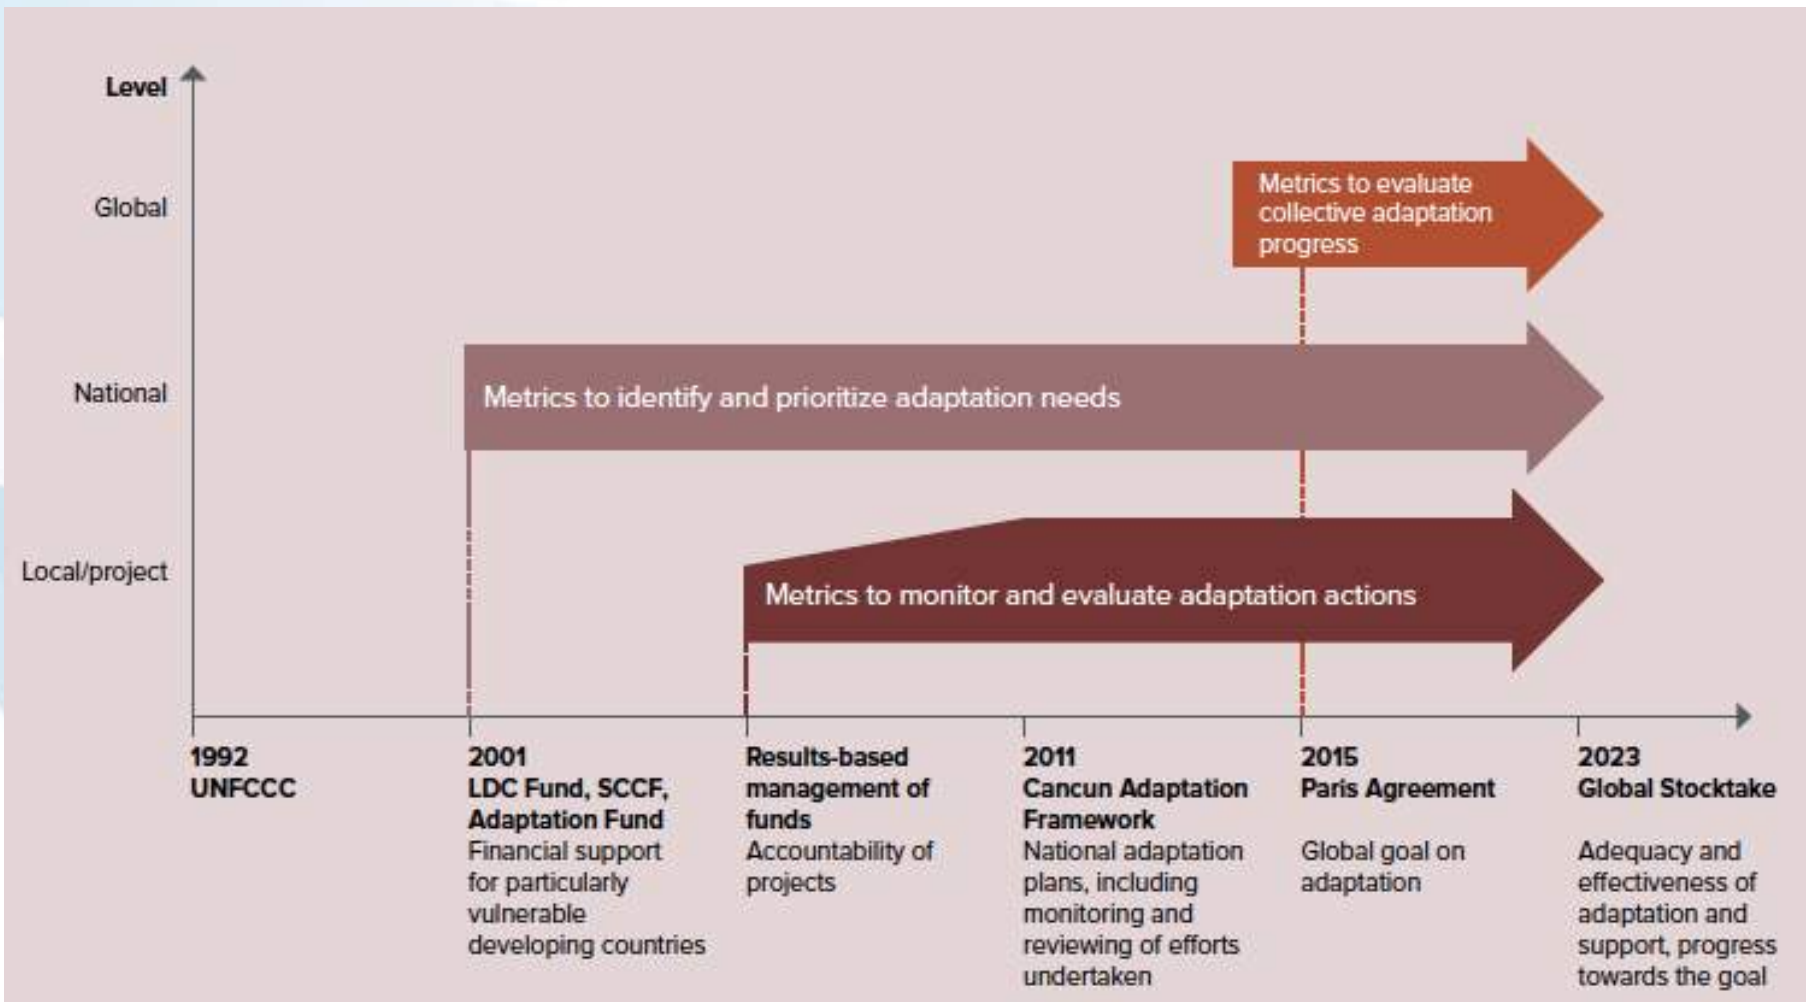 Level
Global
Metrics to evaluate
collective adaptation
progress
National
Metrics to identify and prioritize adaptation needs
Local/project
Metrics to monitor and evaluate adaptation actions
1992
UNFCCC
2001
LDC Fund, SCCF,
Adaptation Fund
Financial support
for particularly
vulnerable
developing countries
Results-based
management of
funds
Accountability of
projects
2011
Cancun Adaptation
Framework
National adaptation
plans, including
monitoring and
reviewing of efforts
undertaken
2015
Paris Agreement
Global goal on
adaptation
2023
Global Stocktake
Adequacy and
effectiveness of
adaptation and
support, progress
towards the goal